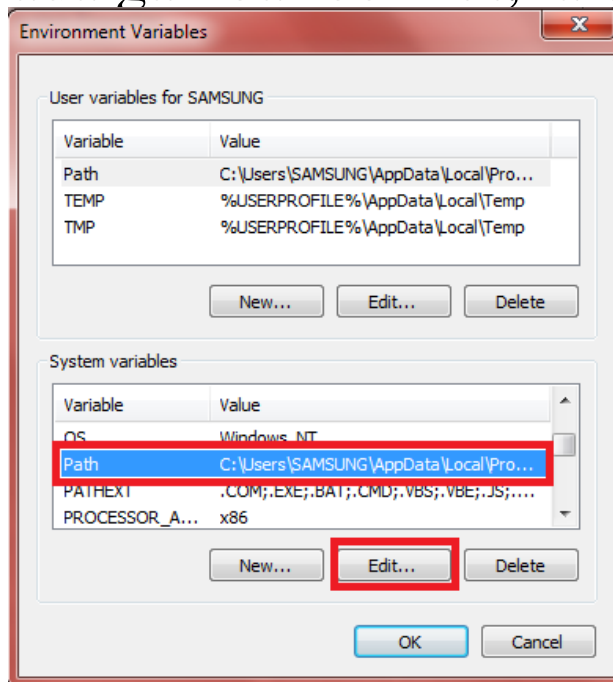 Environment Variables
User variables for SAMSUNG
Variable Value
Path C:\Users\SAMSUNG\AppData\Local\Pro...
TEMP %USERPROFILE%\AppData\Local\Temp
TMP %USERPROFILE%\AppData\Local\Temp
New... Edit... Delete
System variables
Variable Value
OS Windows_NT
Path C:\Users\SAMSUNG\AppData\Local\Pro...
PATHEXT .COM;.EXE;.BAT;.CMD;.VBS;.VBE;.JS;....
PROCESSOR_A... x86
New... Edit... Delete
OK Cancel